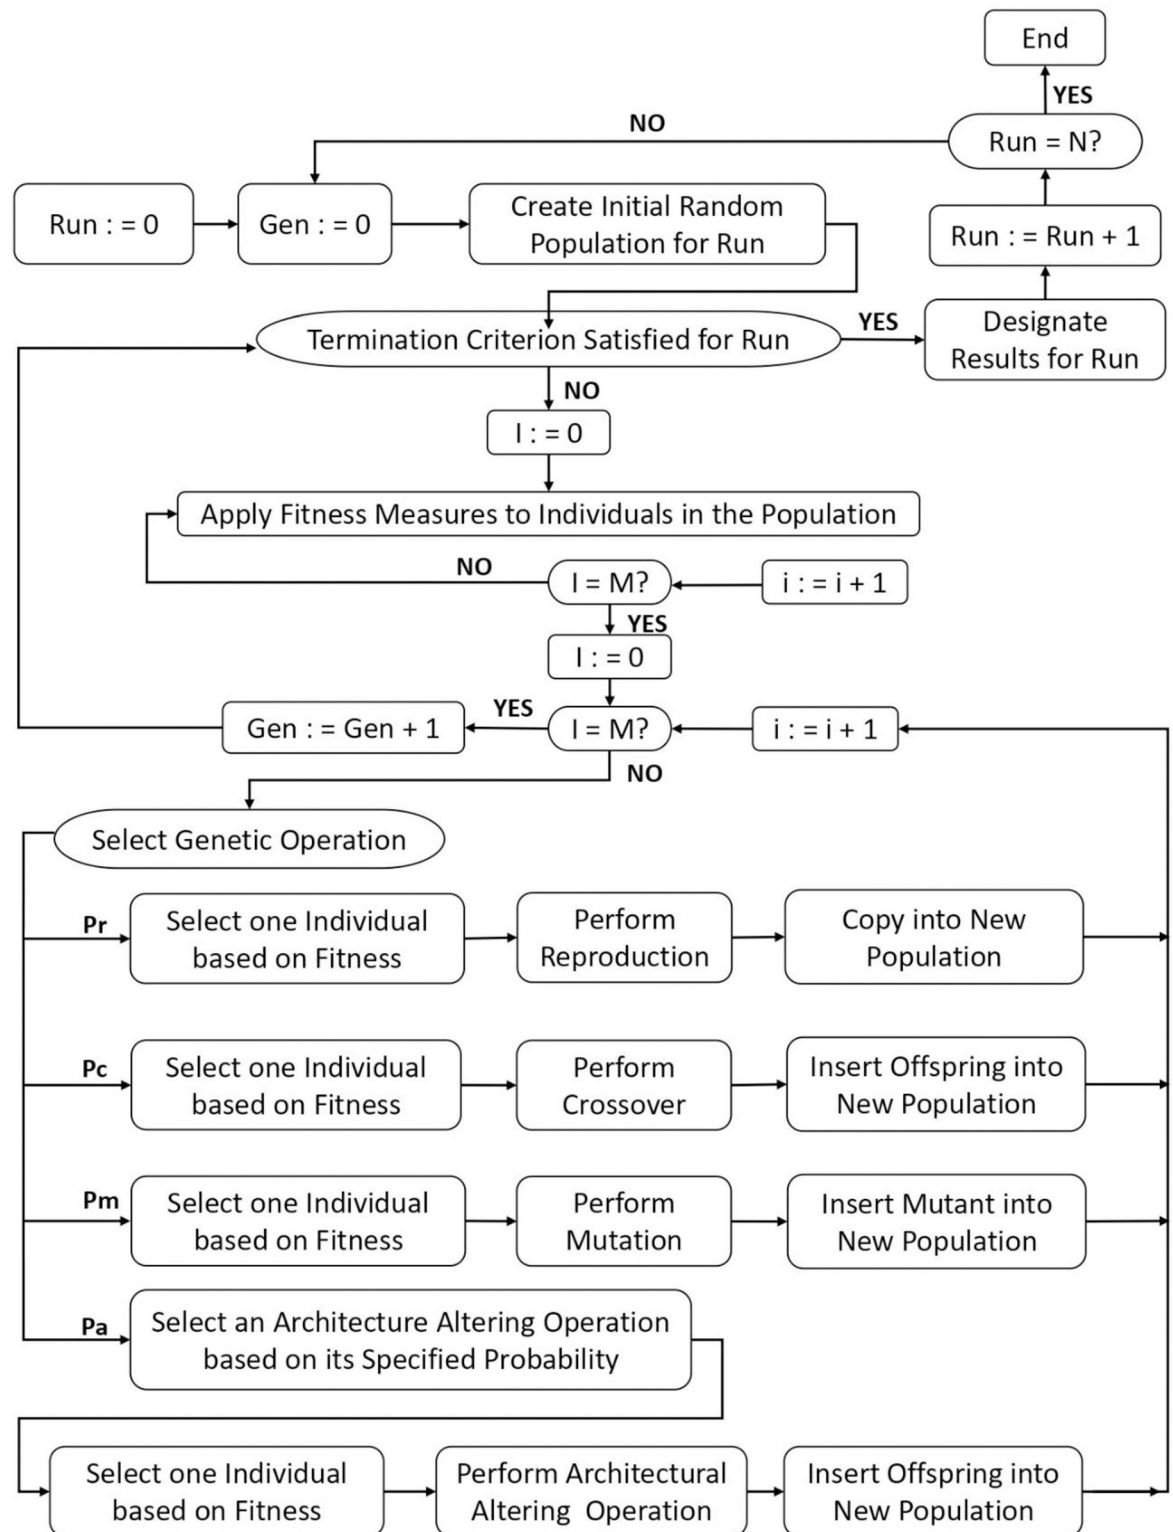 End
YES
NO
Run = N?
Run : = 0
Gen : = 0
Create Initial Random
Population for Run
Run : = Run + 1
Termination Criterion Satisfied for Run
YES
Designate
Results for Run
NO
I : = 0
Apply Fitness Measures to Individuals in the Population
NO
I = M?
i : = i + 1
YES
I : = 0
Gen : = Gen + 1
YES
I = M?
i : = i + 1
NO
Select Genetic Operation
Pr
Select one Individual
based on Fitness
Perform
Reproduction
Copy into New
Population
Pc
Select one Individual
based on Fitness
Perform
Crossover
Insert Offspring into
New Population
Pm
Select one Individual
based on Fitness
Perform
Mutation
Insert Mutant into
New Population
Pa
Select an Architecture Altering Operation
based on its Specified Probability
Select one Individual
based on Fitness
Perform Architectural
Altering Operation
Insert Offspring into
New Population